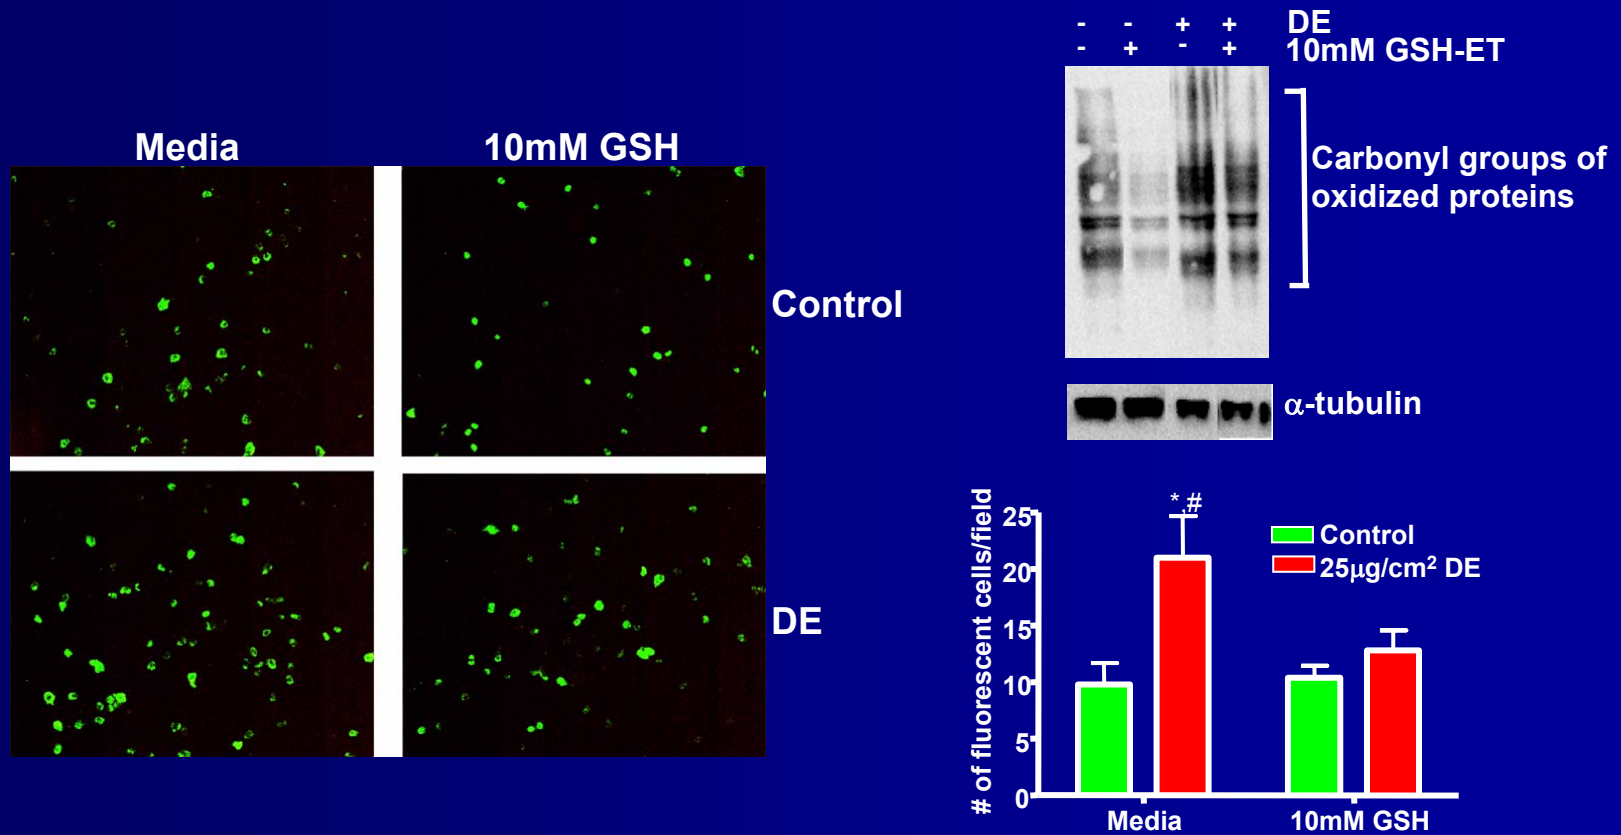 - - + + DE
- + - + 10mM GSH-ET
Media 10mM GSH
Control
DE
Carbonyl groups of
oxidized proteins
α-tubulin
# of fluorescent cells/field
25
20
15
10
5
0
*,#
Control
25μg/cm² DE
Media 10mM GSH